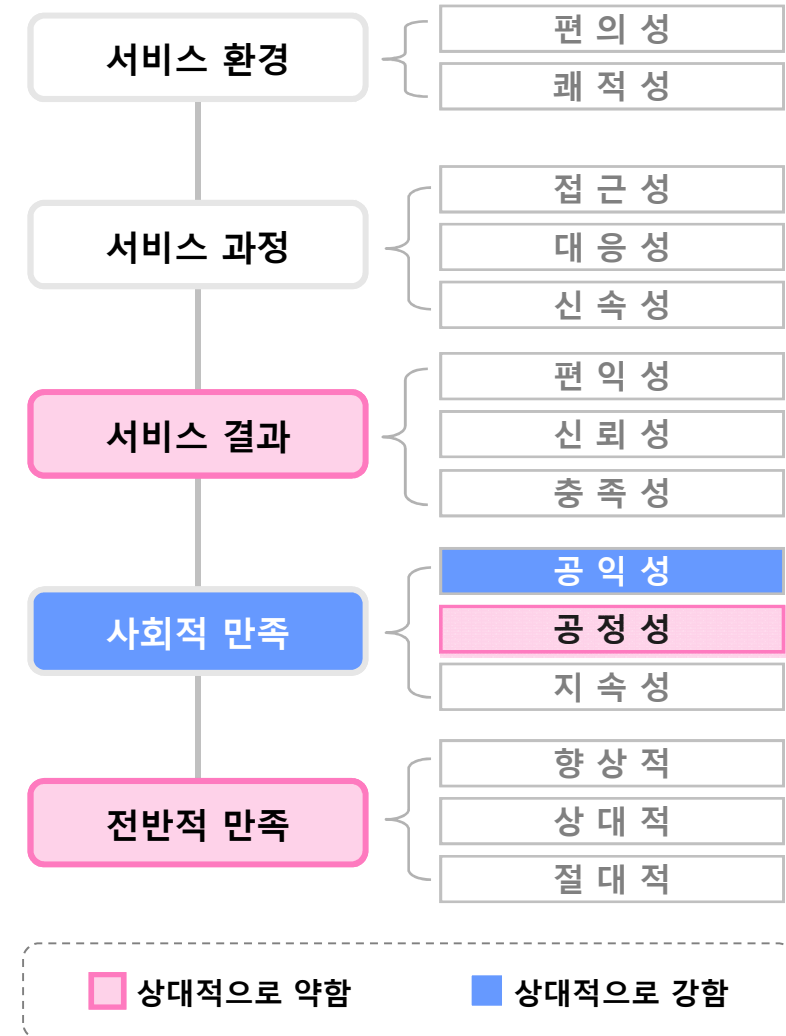 서비스 환경
편 의 성
쾌 적 성
서비스 과정
접 근 성
대 응 성
신 속 성
서비스 결과
편 익 성
신 뢰 성
충 족 성
사회적 만족
공 익 성
공 정 성
지 속 성
전반적 만족
향 상 적
상 대 적
절 대 적
상대적으로 약함
상대적으로 강함